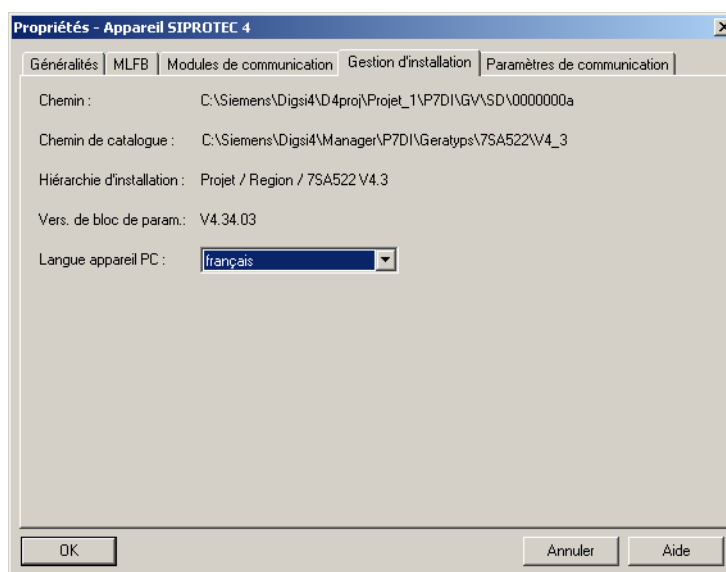 Propriétés - Appareil SIPROTEC 4
Généralités MLFB Modules de communication Gestion d'installation Paramètres de communication
Chemin : C:\Siemens\Digsi4\D4proj\Projet_1\P7DI\GV\SD\0000000a
Chemin de catalogue : C:\Siemens\Digsi4\Manager\P7DI\Geratyps\7SA522\V4_3
Hiérarchie d'installation : Projet / Region / 7SA522 V4.3
Vers. de bloc de param.: V4.34.03
Langue appareil PC : français
OK Annuler Aide